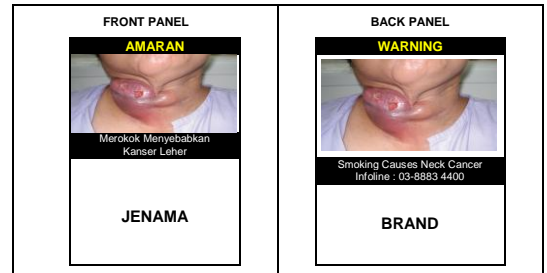 FRONT PANEL
AMARAN
Merokok Menyebabkan
Kanser Leher
JENAMA
BACK PANEL
WARNING
Smoking Causes Neck Cancer
Infoline : 03-8883 4400
BRAND